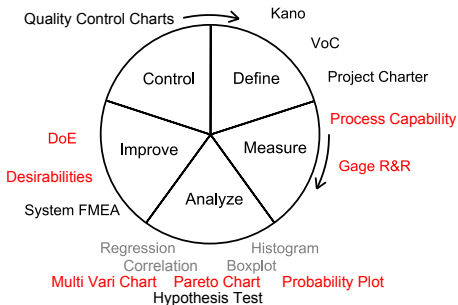 Quality Control Charts
Kano
VoC
Project Charter
Control
Define
Process Capability
DoE
Improve
Measure
Gage R&R
Desirabilities
Analyze
System FMEA
Regression
Histogram
Correlation
Boxplot
Multi Vari Chart
Pareto Chart
Probability Plot
Hypothesis Test